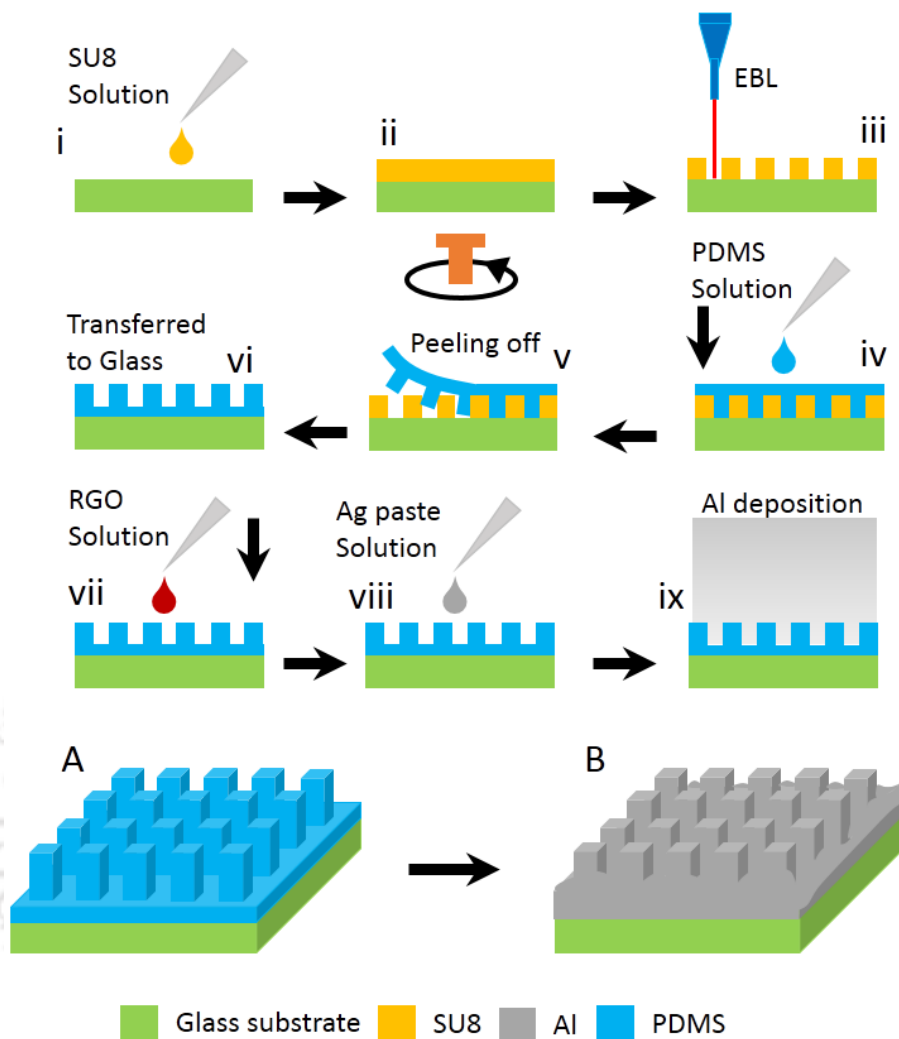 SU8
Solution
i
ii
EBL
iii
PDMS
Solution
iv
Peeling off
v
Transferred
to Glass
vi
RGO
Solution
vii
Ag paste
Solution
viii
Al deposition
ix
A
B
Glass substrate
SU8
Al
PDMS